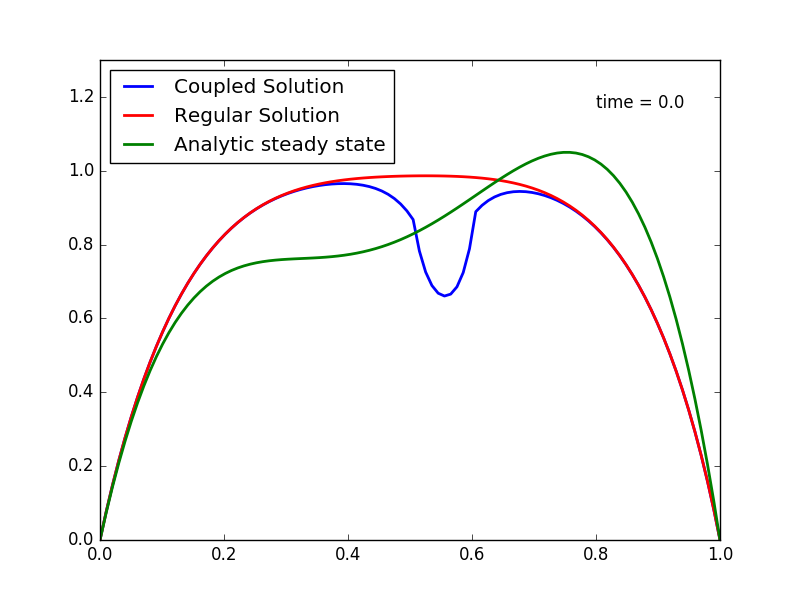 Coupled Solution
Regular Solution
Analytic steady state
time = 0.0
1.2
1.0
0.8
0.6
0.4
0.2
0.0
0.0 0.2 0.4 0.6 0.8 1.0